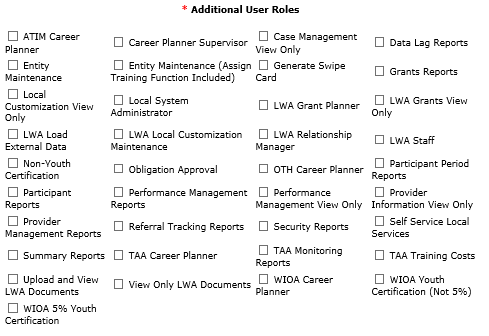 * Additional User Roles
ATIM Career
Planner
Career Planner Supervisor
Case Management
View Only
Data Lag Reports
Entity
Maintenance
Entity Maintenance (Assign
Training Function Included)
Generate Swipe
Card
Grants Reports
Local
Customization View
Only
Local System
Administrator
LWA Grant Planner
LWA Grants View
Only
LWA Load
External Data
LWA Local Customization
Maintenance
LWA Relationship
Manager
LWA Staff
Non-Youth
Certification
Obligation Approval
OTH Career Planner
Participant Period
Reports
Participant
Reports
Performance Management
Reports
Performance
Management View Only
Provider
Information View Only
Provider
Management Reports
Referral Tracking Reports
Security Reports
Self Service Local
Services
Summary Reports
TAA Career Planner
TAA Monitoring
Reports
TAA Training Costs
Upload and View
LWA Documents
View Only LWA Documents
WIOA Career
Planner
WIOA Youth
Certification (Not 5%)
WIOA 5% Youth
Certification